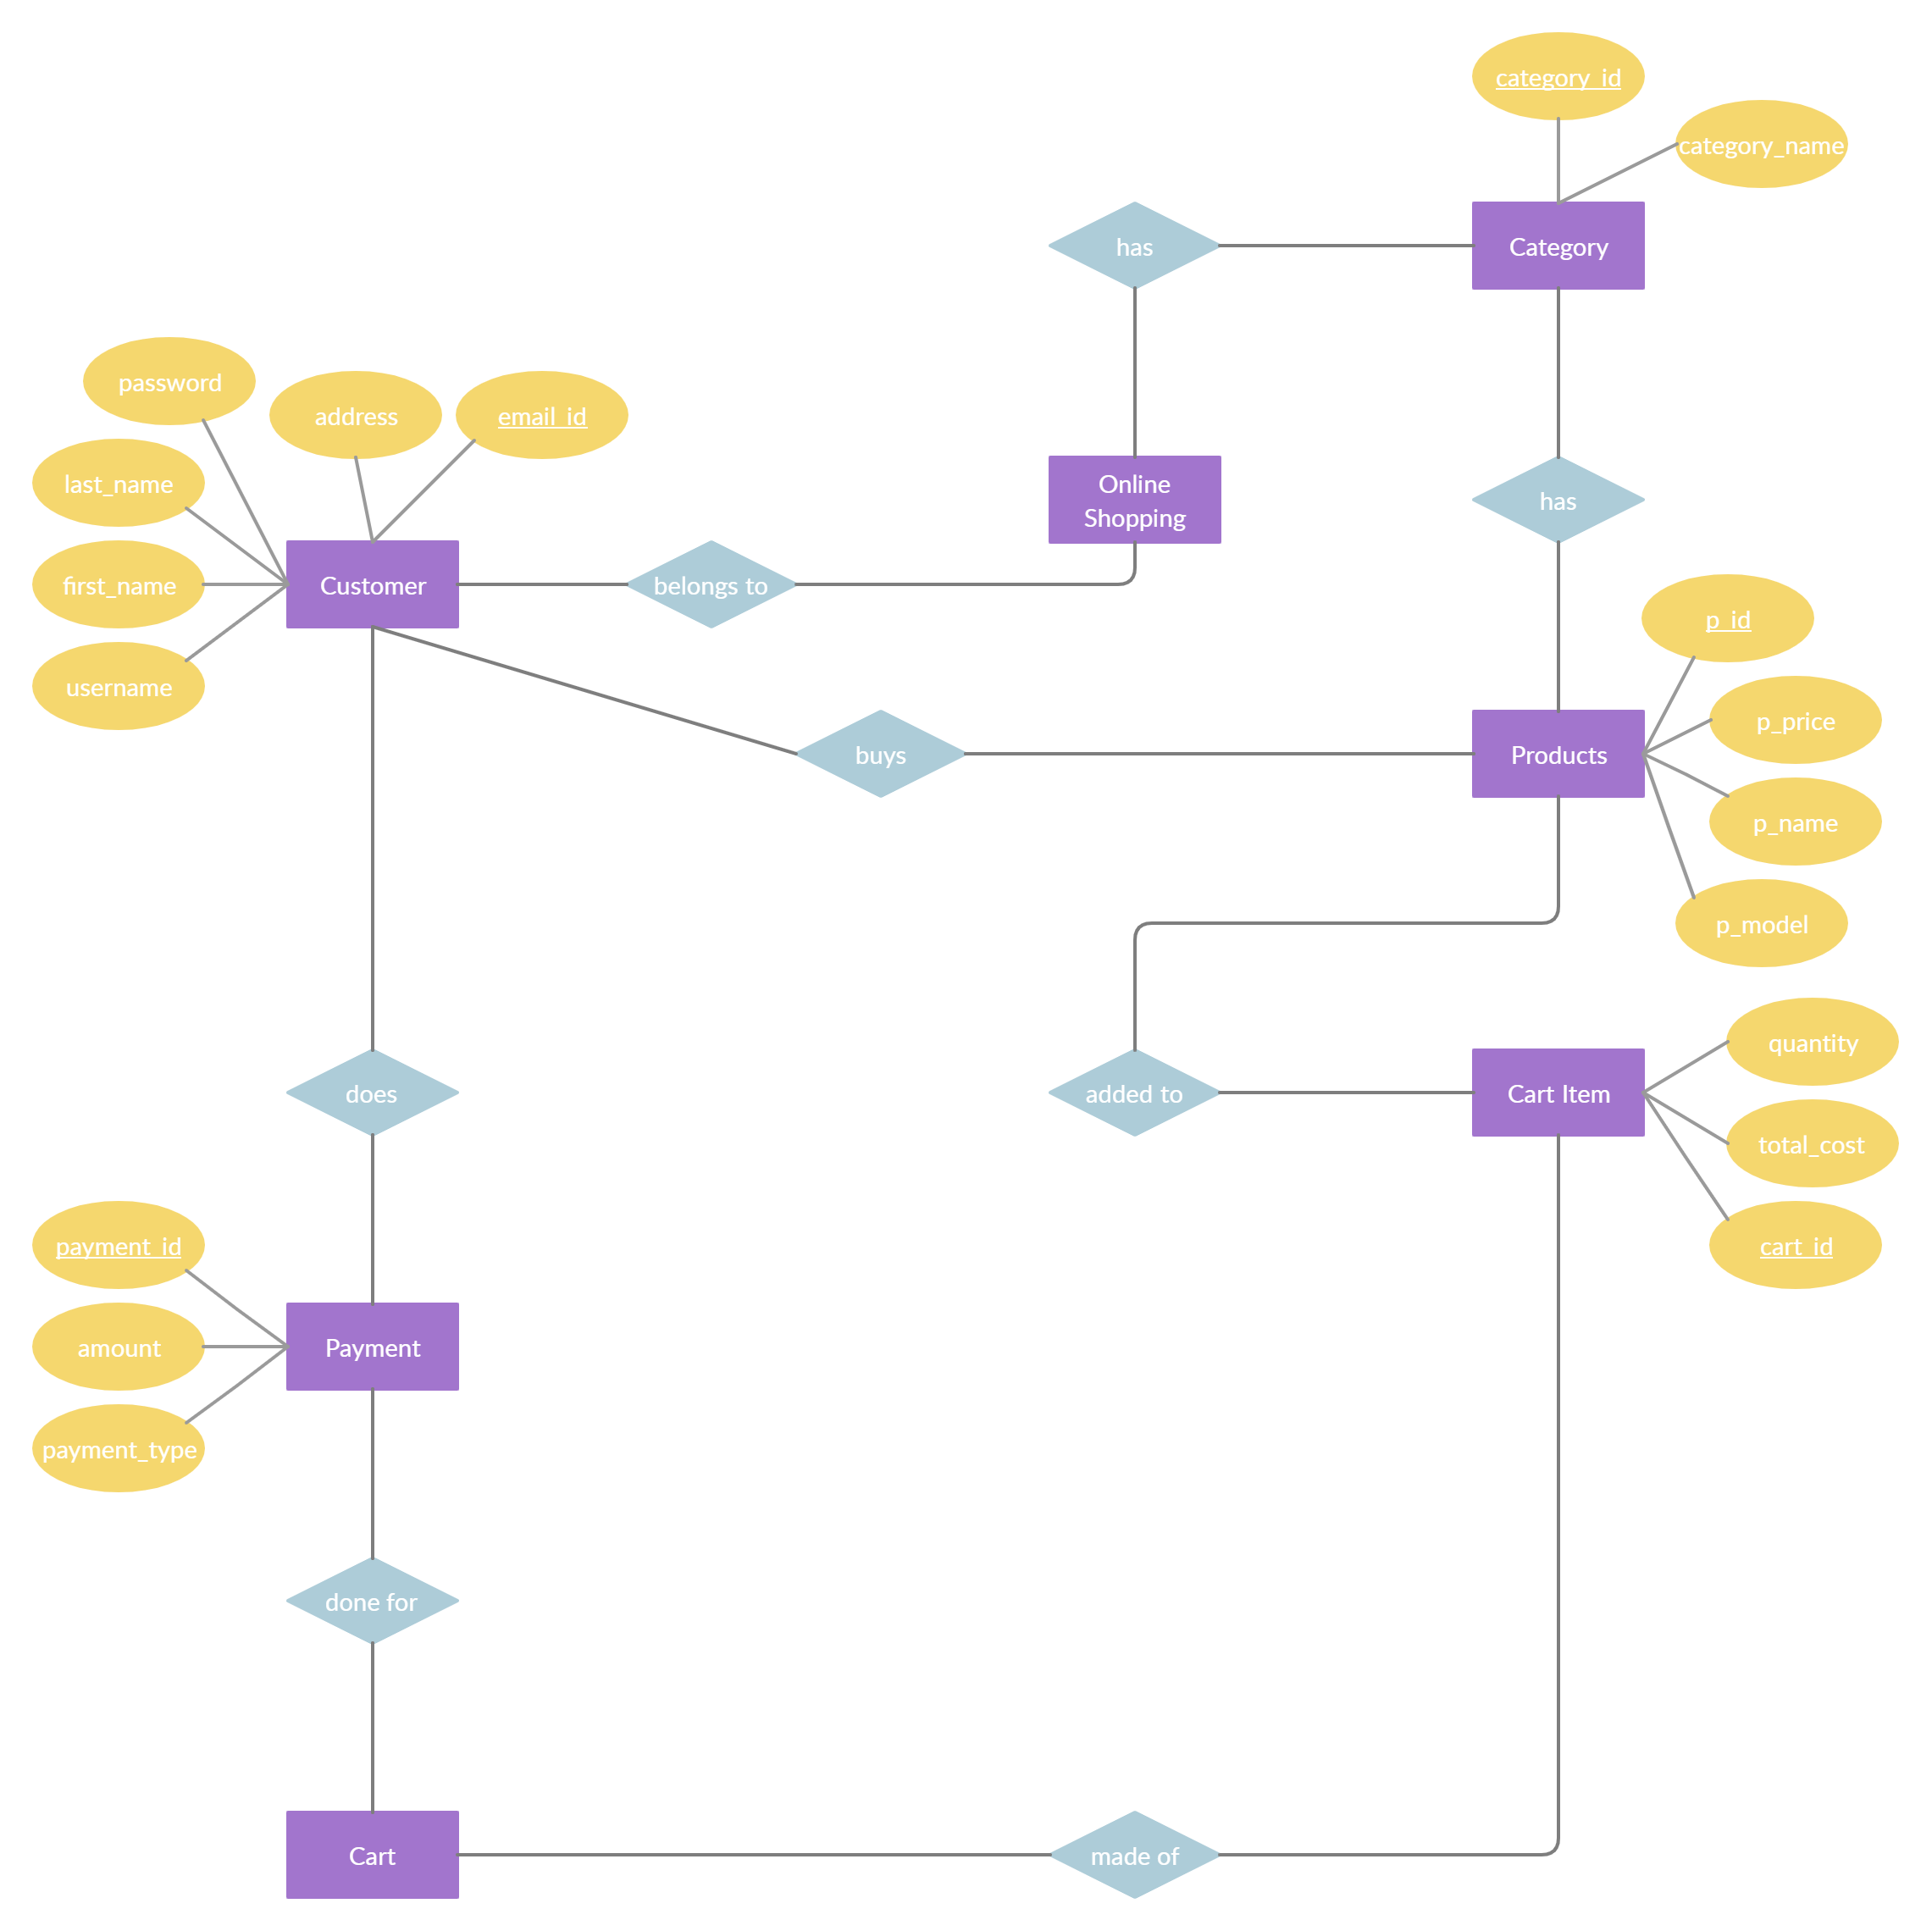 category_id
category_name
has
Category
password
address
email_id
last_name
Online
Shopping
has
first_name
Customer
belongs to
p_id
username
p_price
buys
Products
p_name
p_model
quantity
does
added to
Cart Item
total_cost
payment_id
cart_id
amount
Payment
payment_type
done for
Cart
made of